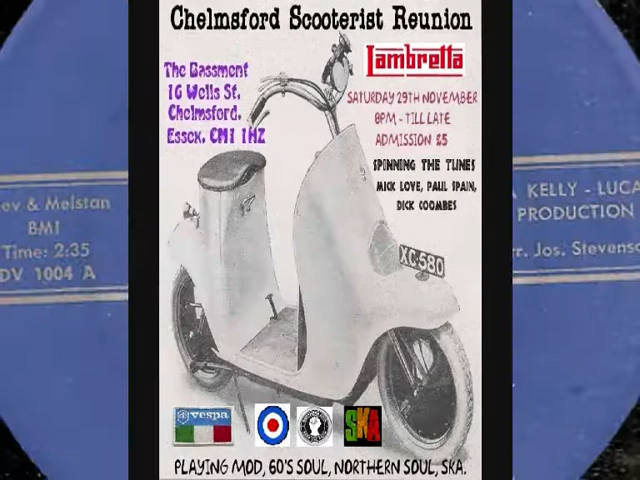 Chelmsford Scooterist Reunion
Lambretta
The Bassment
16 Wells St.
Chelmsford.
Essex. CM1 1HZ
SATURDAY 29TH NOVEMBER
8PM - TILL LATE
ADMISSION £5
SPINNING THE TUNES
MICK LOVE, PAUL SPAIN,
DICK COOMBES
XC·580
ev & Melstan
BMI
Time: 2:35
DV 1004 A
KELLY - LUCA
PRODUCTION
rr. Jos. Stevenso
vespa
SKA
PLAYING MOD, 60'S SOUL, NORTHERN SOUL, SKA.